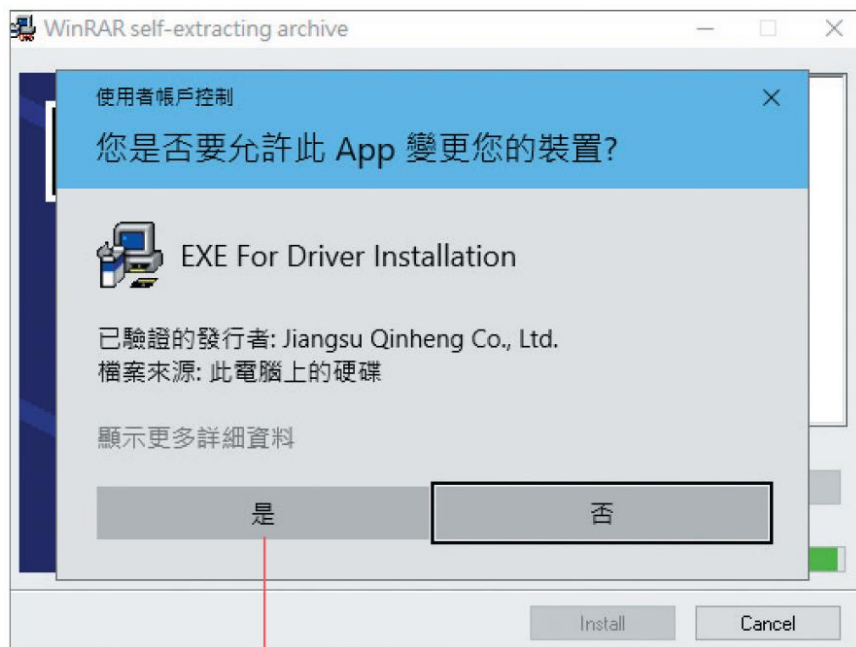 WinRAR self-extracting archive
使用者帳戶控制
您是否要允許此 App 變更您的裝置?
EXE For Driver Installation
已驗證的發行者: Jiangsu Qinheng Co., Ltd.
檔案來源: 此電腦上的硬碟
顯示更多詳細資料
是
否
Install
Cancel